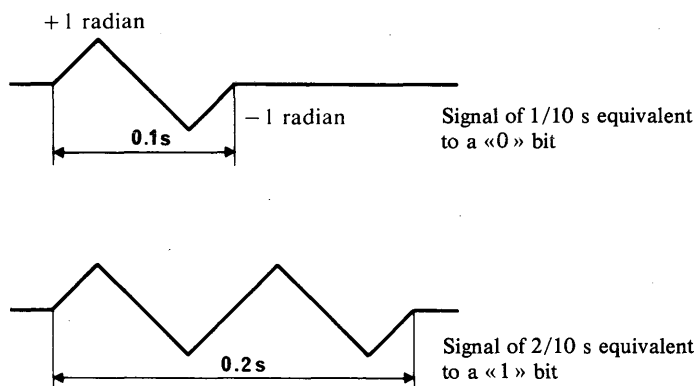 +1 radian
−1 radian
0.1s
Signal of 1/10 s equivalent
to a «0» bit
0.2s
Signal of 2/10 s equivalent
to a «1» bit